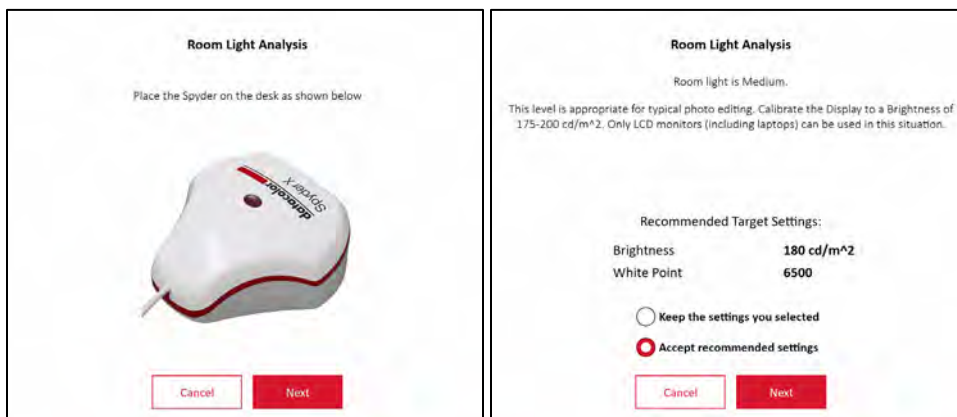 Room Light Analysis
Place the Spyder on the desk as shown below
datacolor
Spyder X
Cancel
Next
Room Light Analysis
Room light is Medium.
This level is appropriate for typical photo editing. Calibrate the Display to a Brightness of
175-200 cd/m^2. Only LCD monitors (including laptops) can be used in this situation.
Recommended Target Settings:
Brightness 180 cd/m^2
White Point 6500
Keep the settings you selected
Accept recommended settings
Cancel
Next